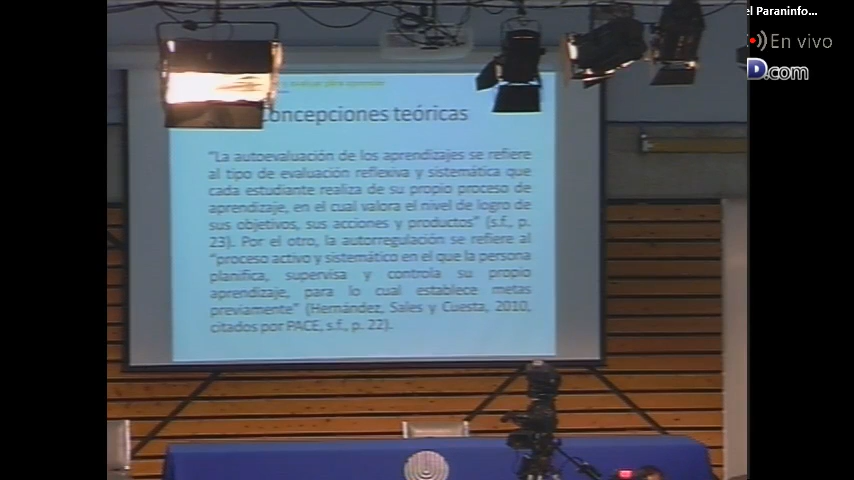 el Paraninfo...
En vivo
D.com
Concepciones teóricas
"La autoevaluación de los aprendizajes se refiere
al tipo de evaluación reflexiva y sistemática que
cada estudiante realiza de su propio proceso de
aprendizaje, en el cual valora el nivel de logro de
sus objetivos, sus acciones y productos" (s.f., p.
23). Por el otro, la autorregulación se refiere al
"proceso activo y sistemático en el que la persona
planifica, supervisa y controla su propio
aprendizaje, para lo cual establece metas
previamente" (Hernández, Sales y Cuesta, 2010,
citados por PACE, s.f., p. 22).